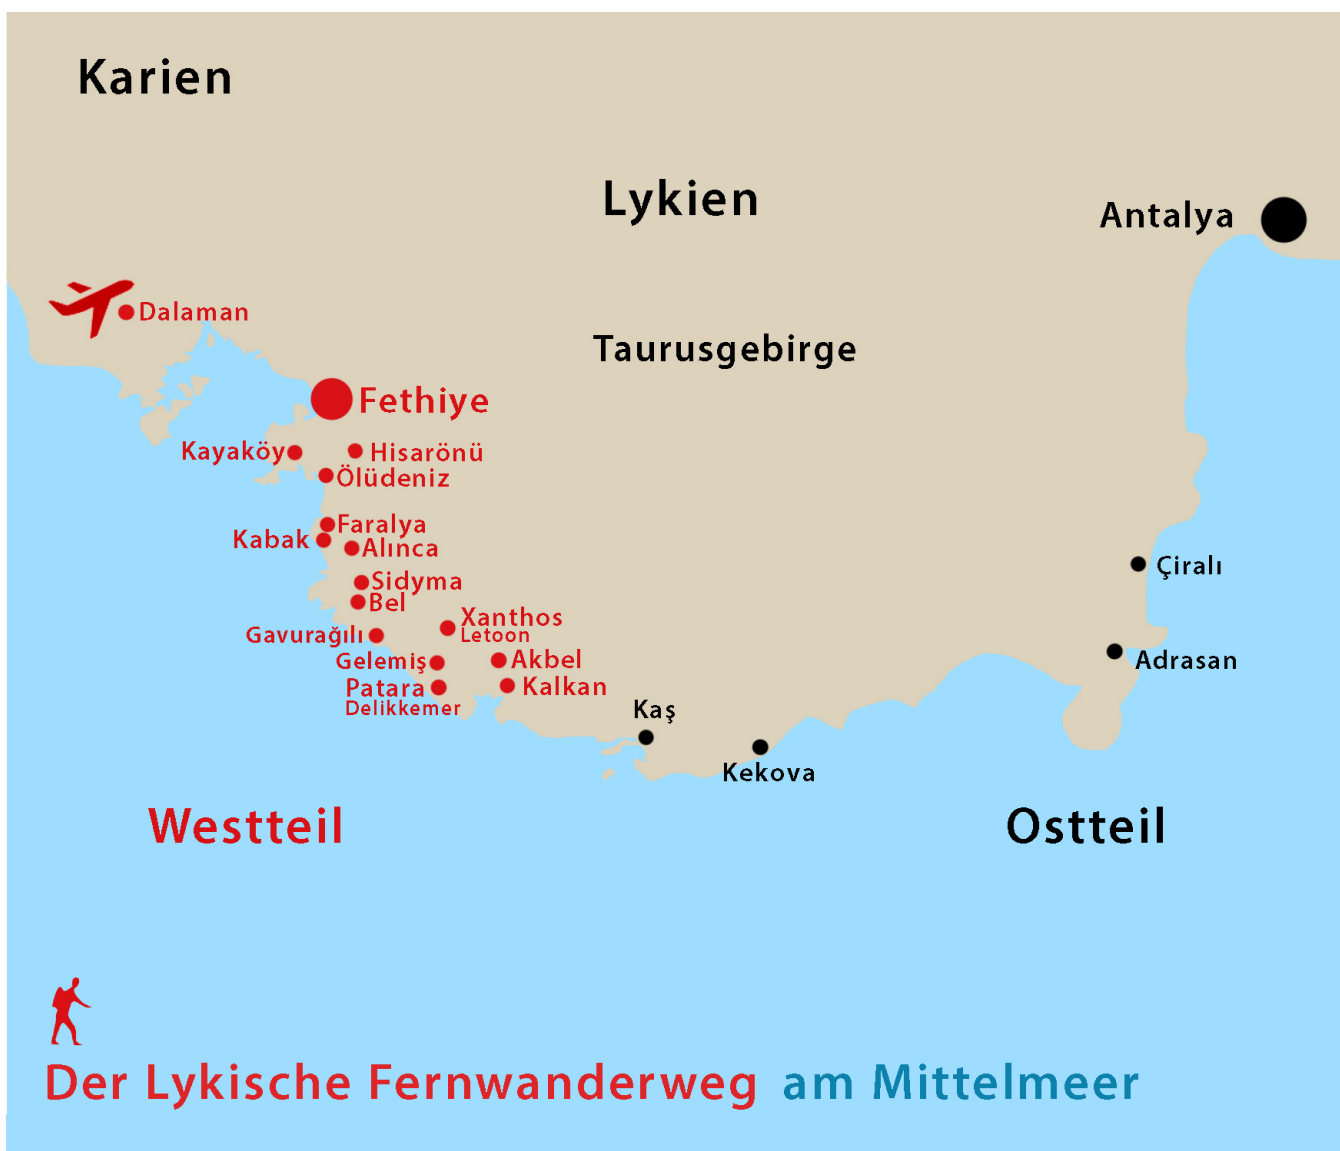 Karien
Lykien
Antalya
Dalaman
Taurusgebirge
Fethiye
Kayaköy
Hisarönü
Ölüdeniz
Faralya
Kabak
Alınca
Sidyma
Bel
Xanthos
Letoon
Gavurağılı
Gelemiş
Akbel
Patara
Delikkemer
Kalkan
Kaş
Kekova
Çiralı
Adrasan
Westteil
Ostteil
Der Lykische Fernwanderweg am Mittelmeer